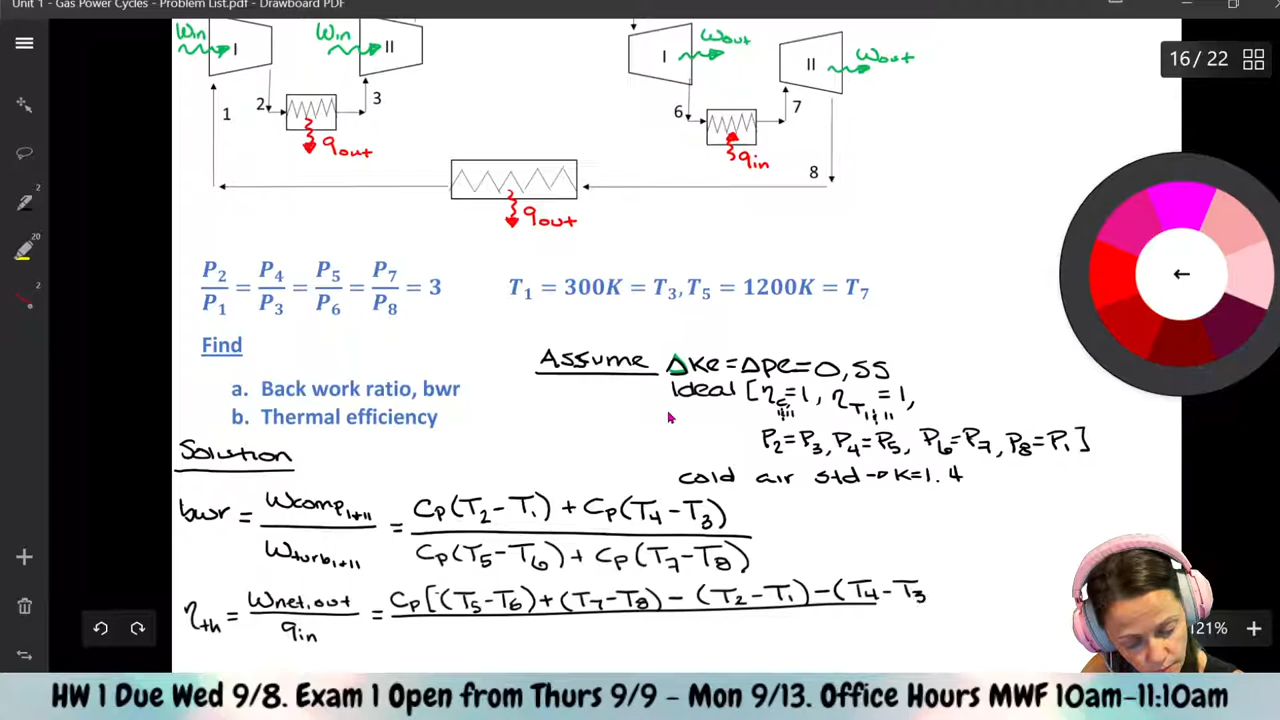 Unit 1 - Gas Power Cycles - Problem List.pdf - Drawboard PDF
Win I Win II
I Wout II Wout
1 2 3 6 7 8
qout qin
qout
16 / 22
P2/P1 = P4/P3 = P5/P6 = P7/P8 = 3
T1 = 300K = T3, T5 = 1200K = T7
Find
a. Back work ratio, bwr
b. Thermal efficiency
Assume ΔKe = ΔPe = 0, SS
Ideal [ηc I,II = 1, ηT I,II = 1,
P2 = P3, P4 = P5, P6 = P7, P8 = P1]
cold air std → K = 1.4
Solution
bwr = Wcomp I+II / Wturb I+II = Cp(T2 - T1) + Cp(T4 - T3) / Cp(T5 - T6) + Cp(T7 - T8)
ηth = Wnet,out / qin = Cp[(T5 - T6) + (T7 - T8) - (T2 - T1) - (T4 - T3
2
20
2
121%
HW 1 Due Wed 9/8. Exam 1 Open from Thurs 9/9 - Mon 9/13. Office Hours MWF 10am-11:10am